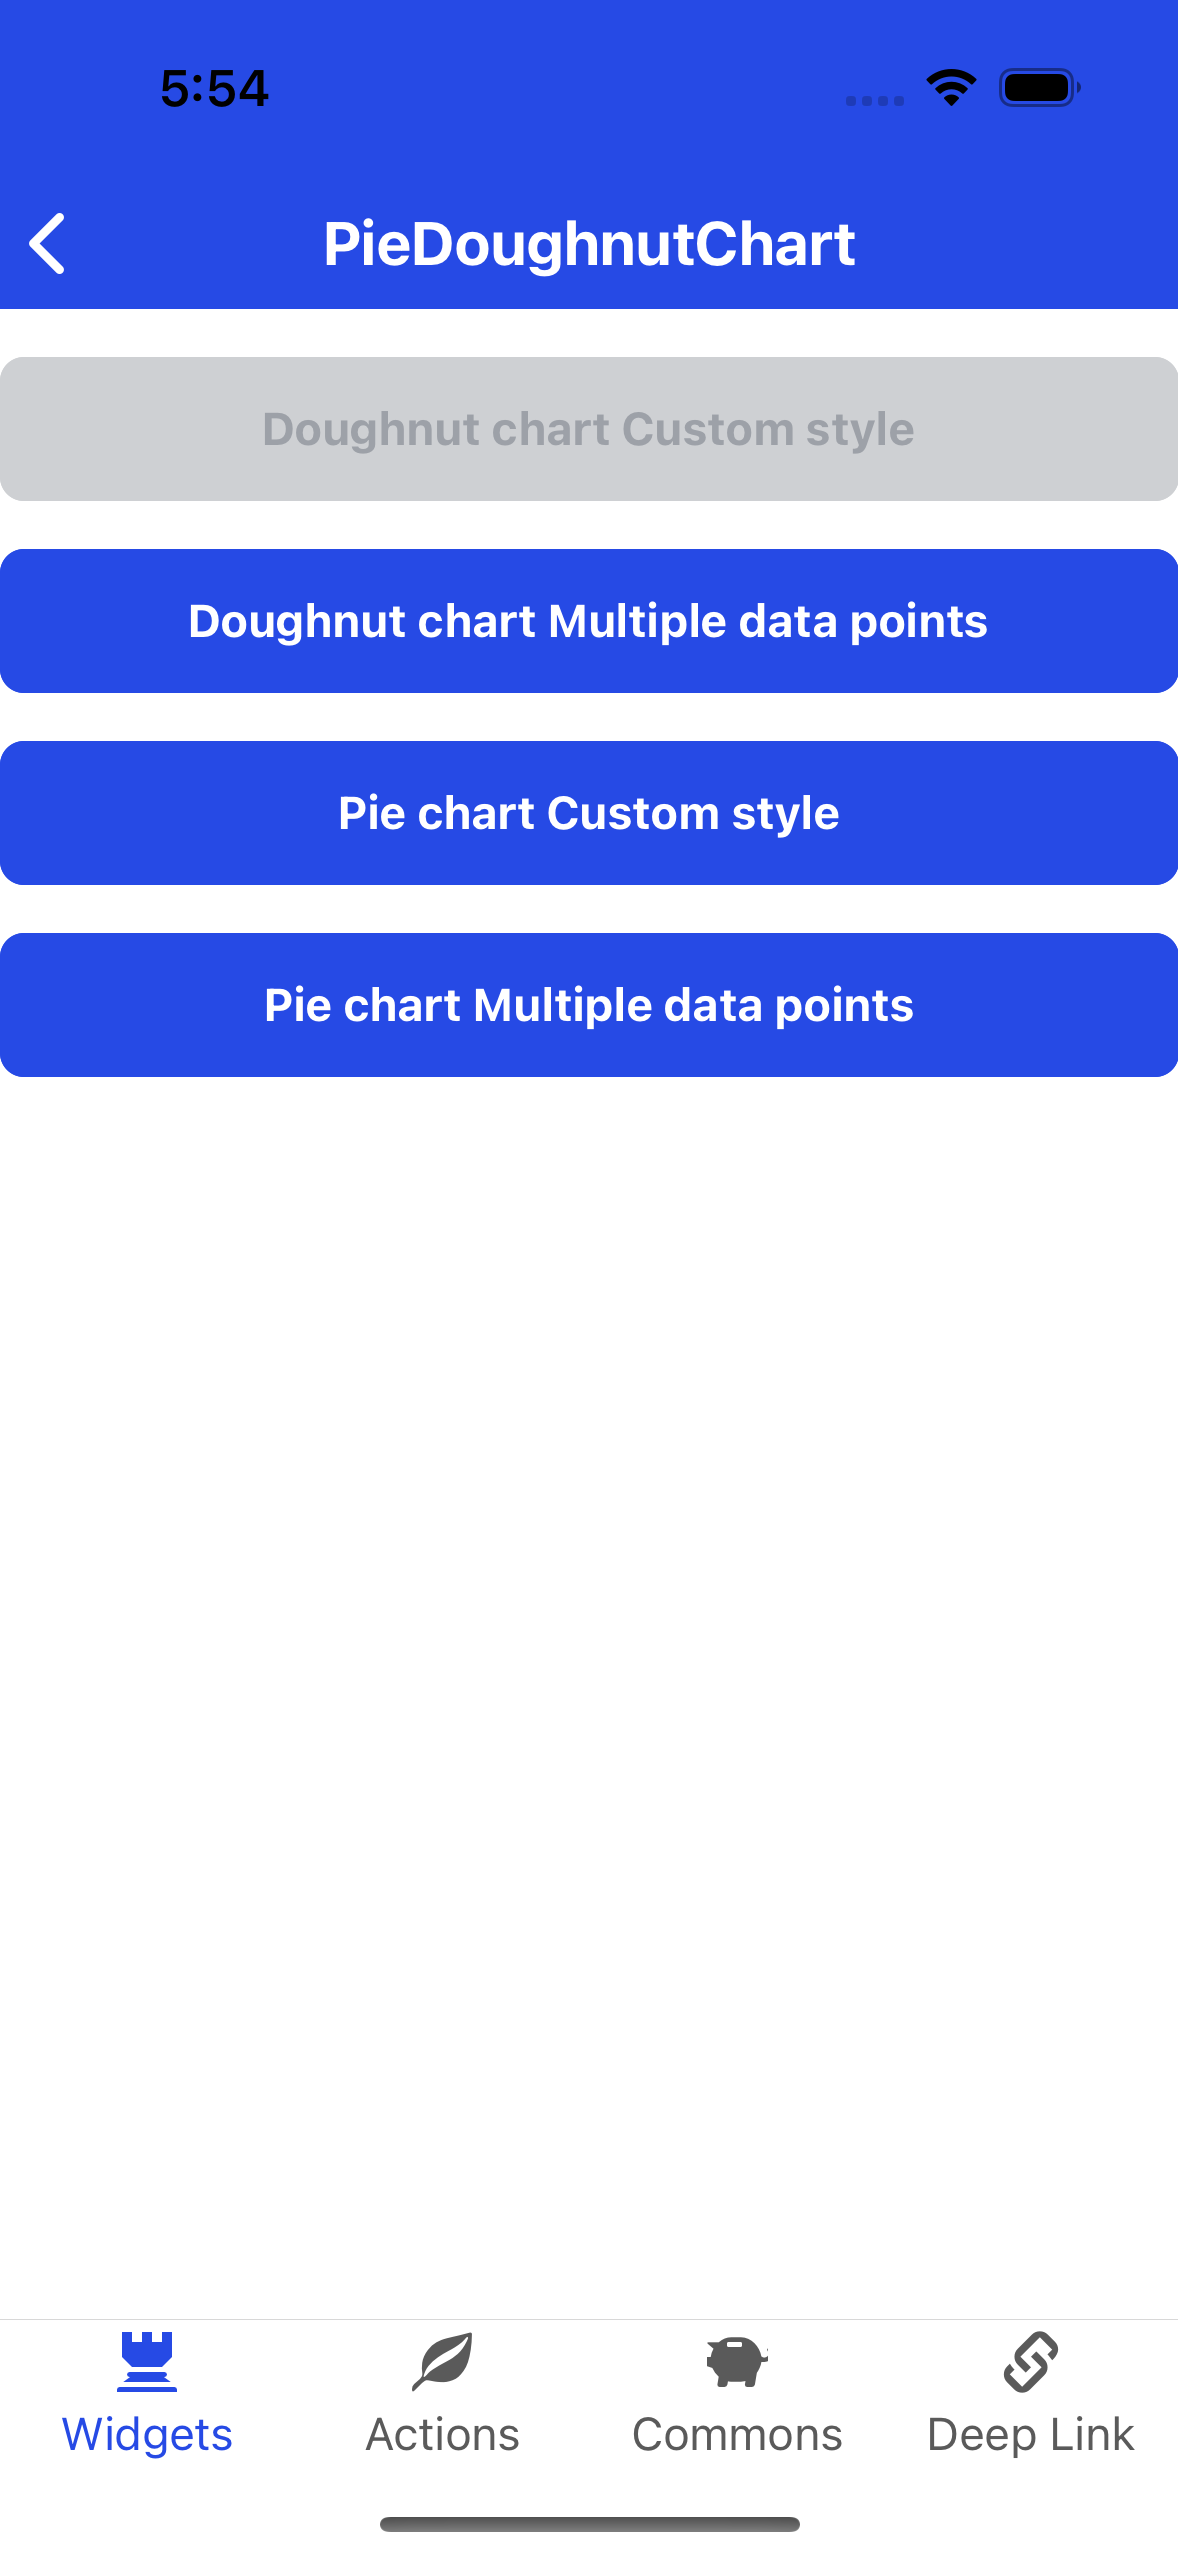 5:54
PieDoughnutChart
Doughnut chart Custom style
Doughnut chart Multiple data points
Pie chart Custom style
Pie chart Multiple data points
Widgets
Actions
Commons
Deep Link